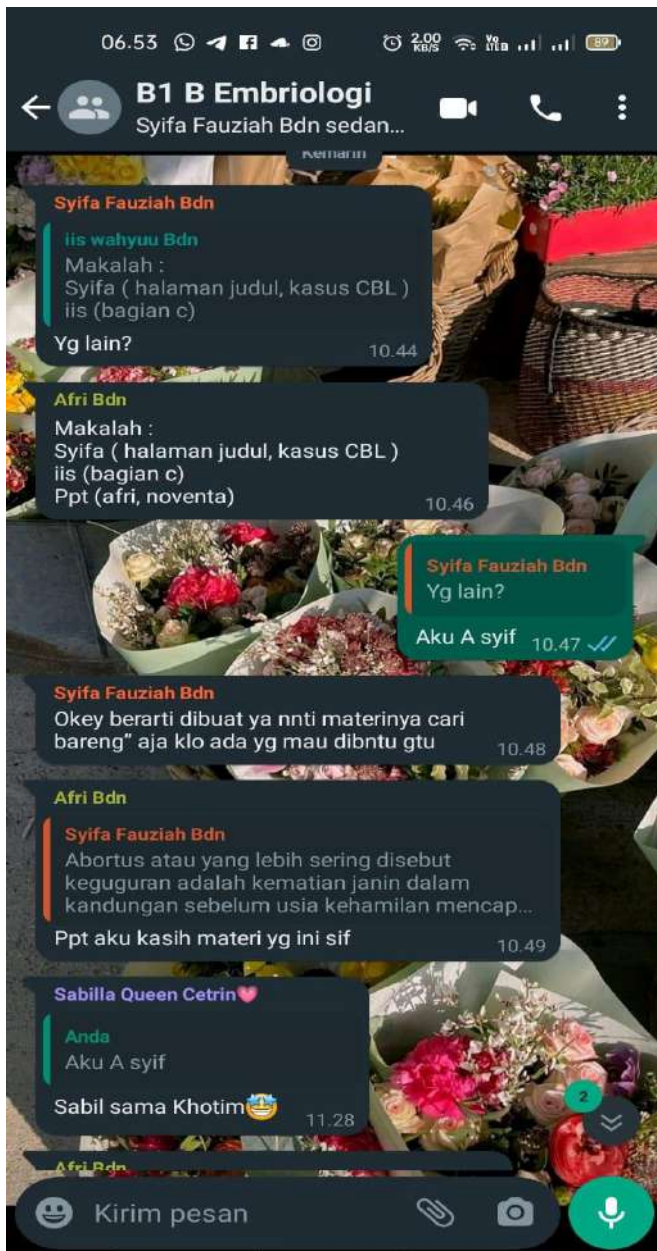 06.53
2.00
KB/S
89
B1 B Embriologi
Syifa Fauziah Bdn sedan...
Kemarin
Syifa Fauziah Bdn
iis wahyuu Bdn
Makalah :
Syifa ( halaman judul, kasus CBL )
iis (bagian c)
Yg lain?
10.44
Afri Bdn
Makalah :
Syifa ( halaman judul, kasus CBL )
iis (bagian c)
Ppt (afri, noventa)
10.46
Syifa Fauziah Bdn
Yg lain?
Aku A syif 10.47
Syifa Fauziah Bdn
Okey berarti dibuat ya nnti materinya cari
bareng” aja klo ada yg mau dibntu gtu
10.48
Afri Bdn
Syifa Fauziah Bdn
Abortus atau yang lebih sering disebut
keguguran adalah kematian janin dalam
kandungan sebelum usia kehamilan mencap...
Ppt aku kasih materi yg ini sif
10.49
Sabilla Queen Cetrin💗
Anda
Aku A syif
Sabil sama Khotim🤩
11.28
2
Afri Bdn
Kirim pesan